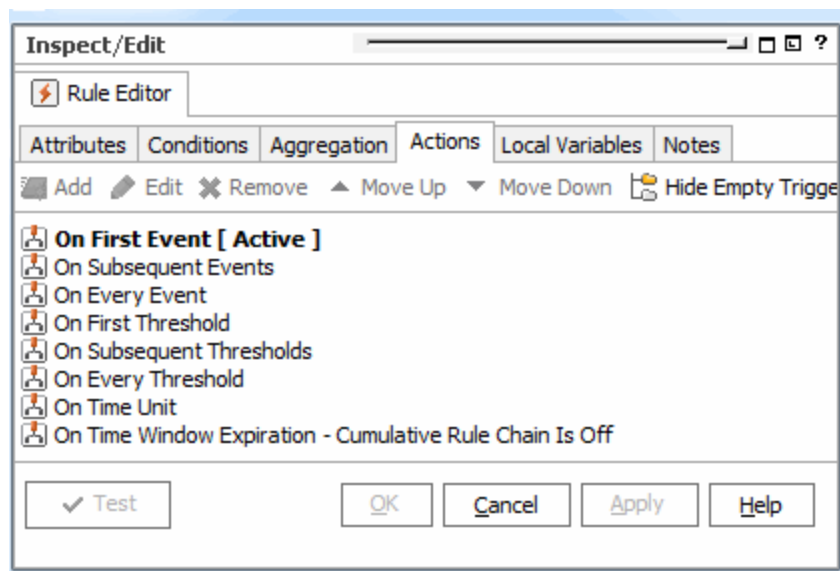 Inspect/Edit ?
Rule Editor
Attributes Conditions Aggregation Actions Local Variables Notes
Add Edit Remove Move Up Move Down Hide Empty Trigge
On First Event [ Active ]
On Subsequent Events
On Every Event
On First Threshold
On Subsequent Thresholds
On Every Threshold
On Time Unit
On Time Window Expiration - Cumulative Rule Chain Is Off
Test OK Cancel Apply Help